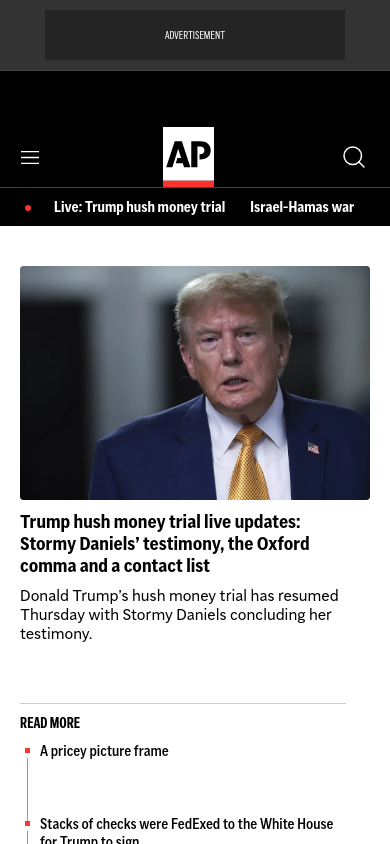 ADVERTISEMENT
AP
Live: Trump hush money trial Israel-Hamas war
Trump hush money trial live updates:
Stormy Daniels’ testimony, the Oxford
comma and a contact list
Donald Trump’s hush money trial has resumed
Thursday with Stormy Daniels concluding her
testimony.
READ MORE
A pricey picture frame
Stacks of checks were FedExed to the White House
for Trump to sign